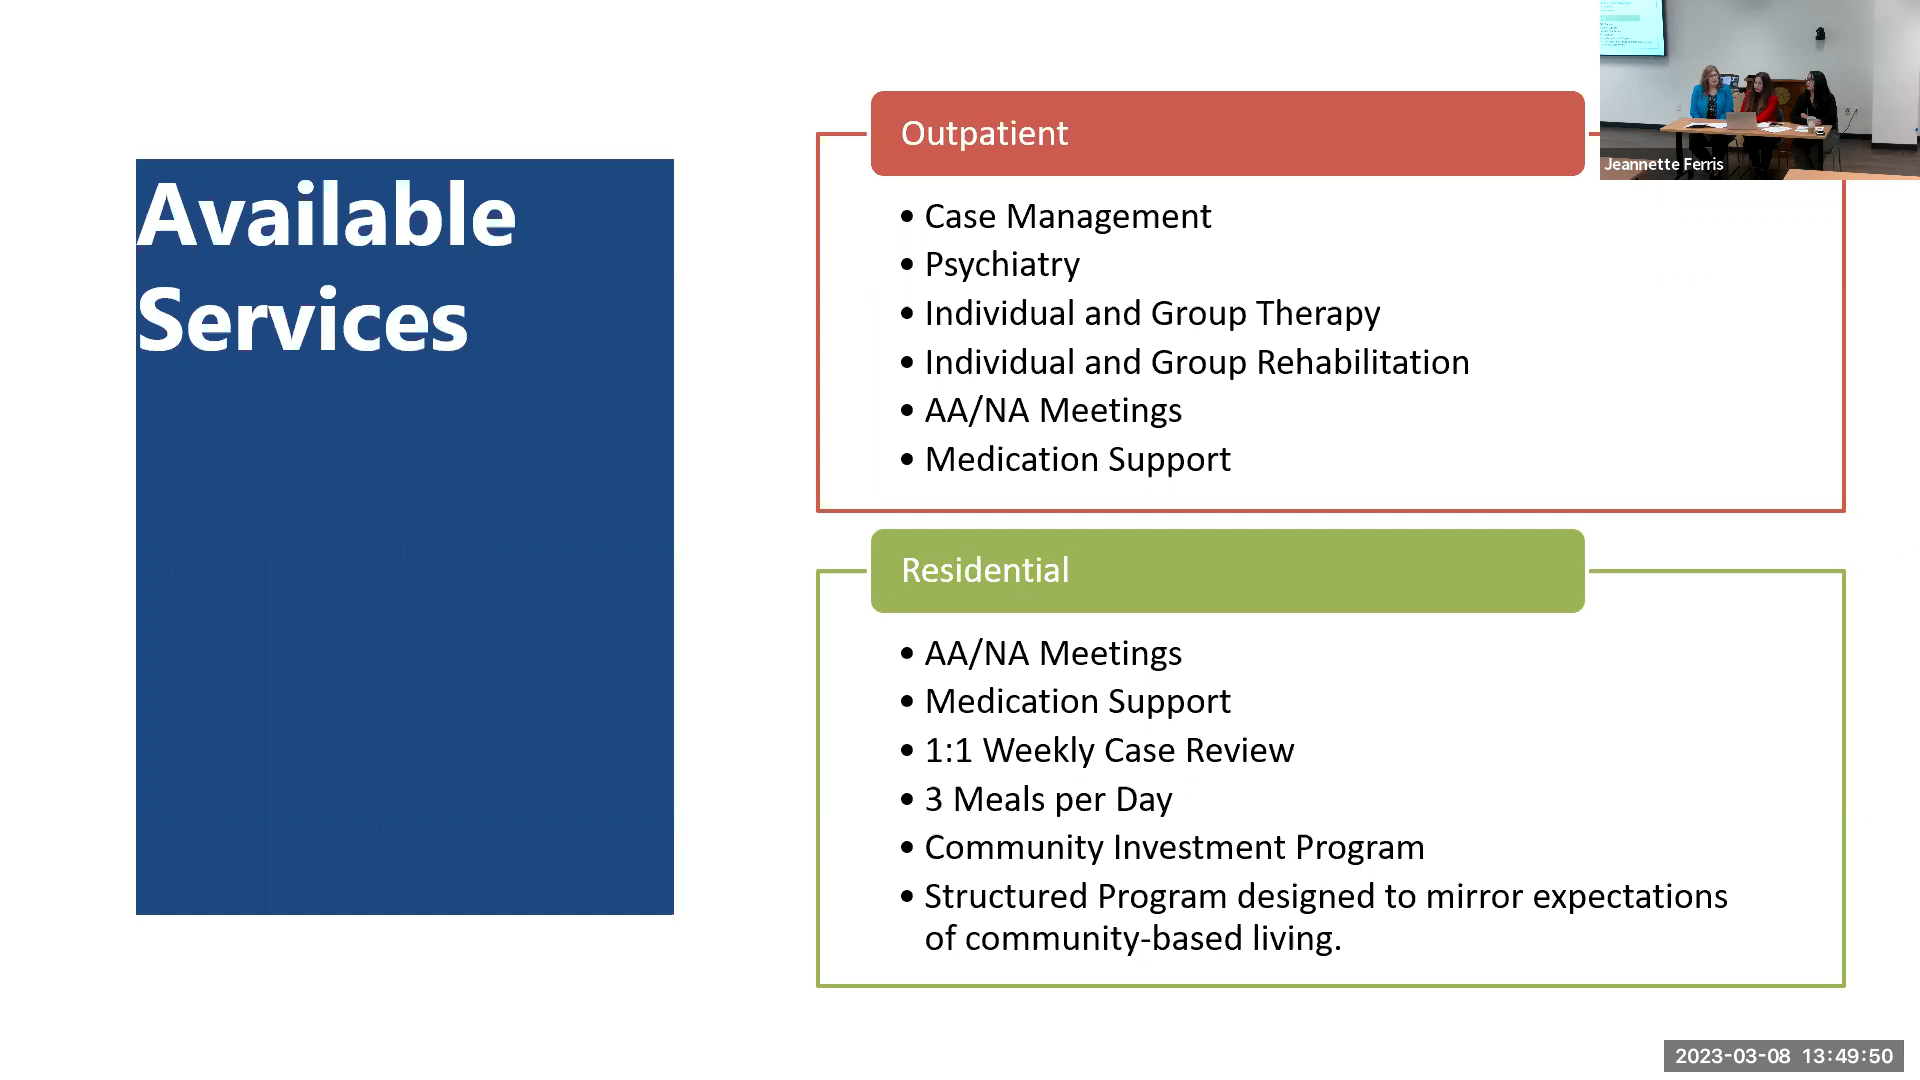 Available
Services
Outpatient
• Case Management
• Psychiatry
• Individual and Group Therapy
• Individual and Group Rehabilitation
• AA/NA Meetings
• Medication Support
Residential
• AA/NA Meetings
• Medication Support
• 1:1 Weekly Case Review
• 3 Meals per Day
• Community Investment Program
• Structured Program designed to mirror expectations
of community-based living.
Jeannette Ferris
2023-03-08 13:49:50